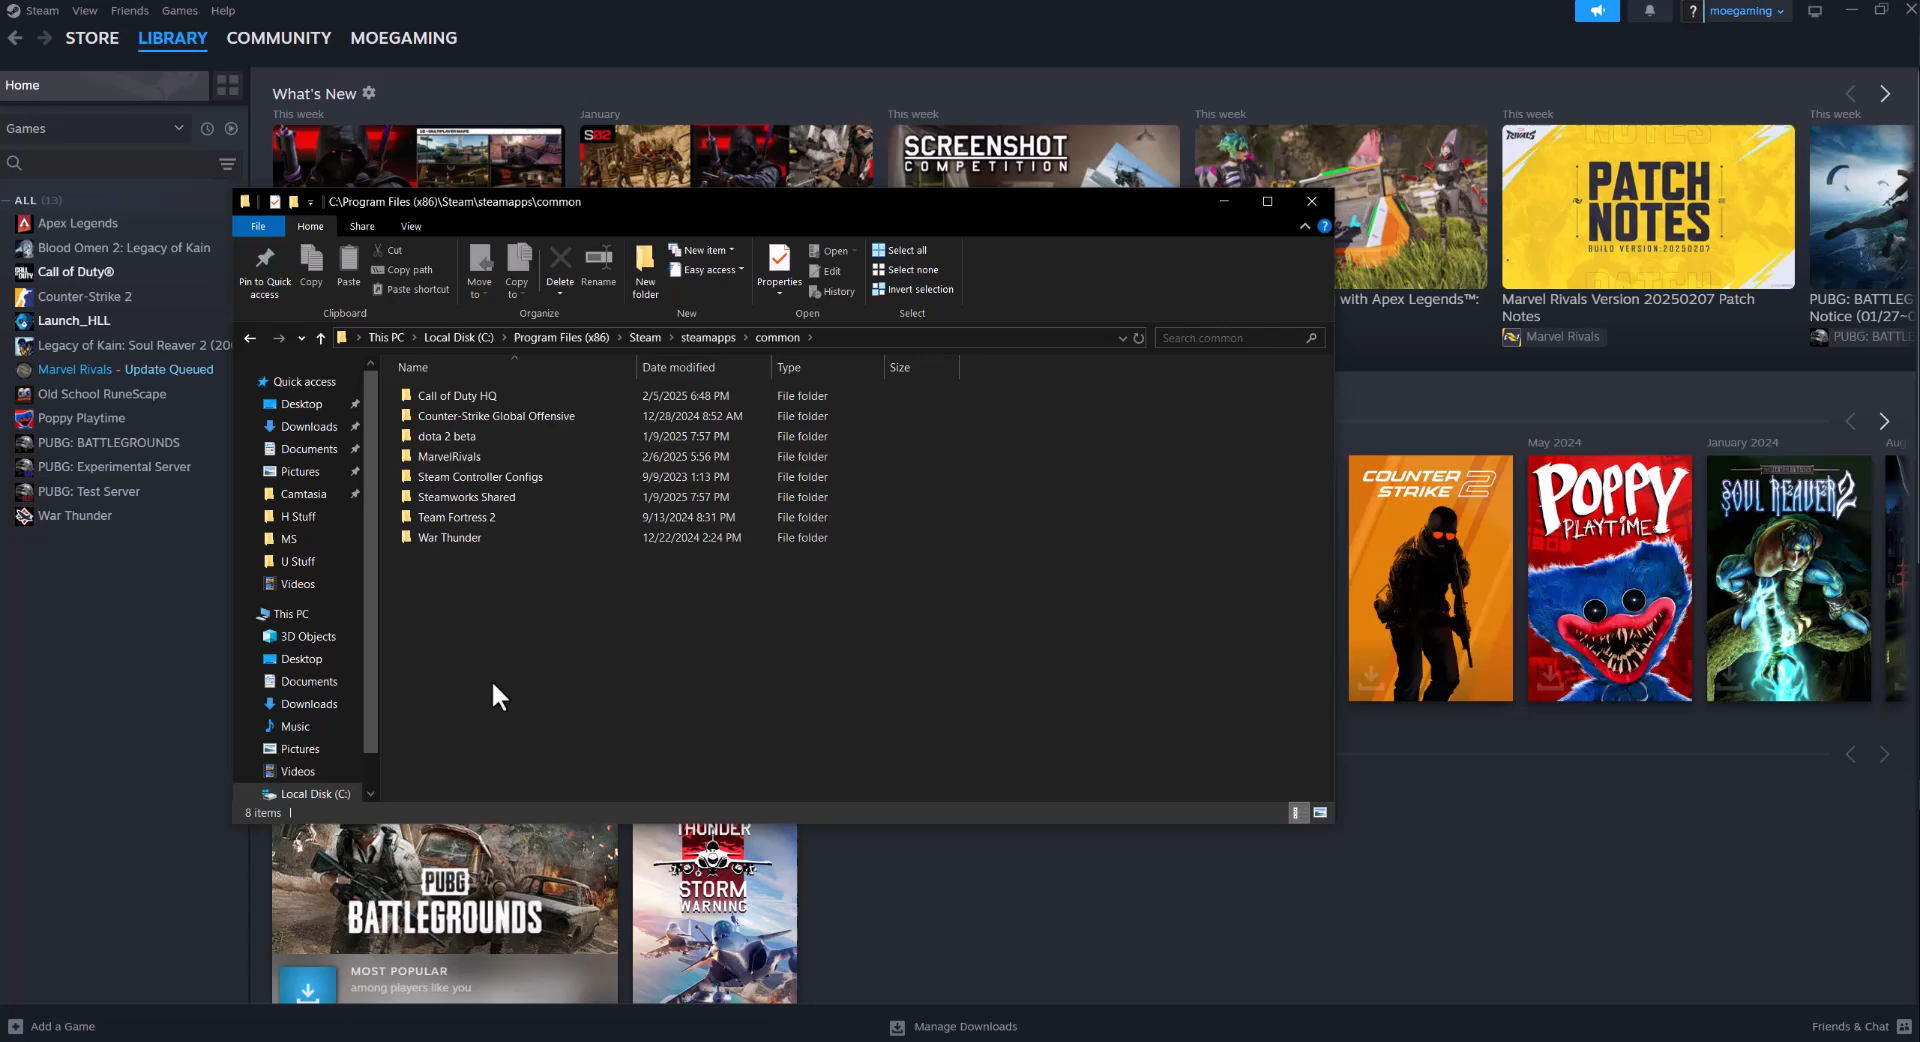 Steam View Friends Games Help
? moegaming
STORE LIBRARY COMMUNITY MOEGAMING
Home
Games
ALL (13)
Apex Legends
Blood Omen 2: Legacy of Kain
Call of Duty®
Counter-Strike 2
Launch_HLL
Legacy of Kain: Soul Reaver 2 (20
Marvel Rivals - Update Queued
Old School RuneScape
Poppy Playtime
PUBG: BATTLEGROUNDS
PUBG: Experimental Server
PUBG: Test Server
War Thunder
What's New
This week January This week This week This week This week
S02
SCREENSHOT
COMPETITION
RIVALS
PATCH
NOTES
BUILD VERSION:20250207
with Apex Legends™:
Marvel Rivals Version 20250207 Patch
Notes
Marvel Rivals
PUBG: BATTLEG
Notice (01/27~0
PUBG: BATTLE
C:\Program Files (x86)\Steam\steamapps\common
File Home Share View
Pin to Quick
access
Copy
Paste
Cut
Copy path
Paste shortcut
Clipboard
Move
to
Copy
to
Delete
Rename
Organize
New
folder
New item
Easy access
New
Properties
Open
Edit
History
Open
Select all
Select none
Invert selection
Select
This PC Local Disk (C:) Program Files (x86) Steam steamapps common
Search common
Quick access
Desktop
Downloads
Documents
Pictures
Camtasia
H Stuff
MS
U Stuff
Videos
This PC
3D Objects
Desktop
Documents
Downloads
Music
Pictures
Videos
Local Disk (C:)
Name Date modified Type Size
Call of Duty HQ 2/5/2025 6:48 PM File folder
Counter-Strike Global Offensive 12/28/2024 8:52 AM File folder
dota 2 beta 1/9/2025 7:57 PM File folder
MarvelRivals 2/6/2025 5:56 PM File folder
Steam Controller Configs 9/9/2023 1:13 PM File folder
Steamworks Shared 1/9/2025 7:57 PM File folder
Team Fortress 2 9/13/2024 8:31 PM File folder
War Thunder 12/22/2024 2:24 PM File folder
8 items
May 2024 January 2024 Aug
COUNTER
STRIKE 2
POPPY
PLAYTIME
SOUL REAVER 2
PUBG
BATTLEGROUNDS
MOST POPULAR
among players like you
THUNDER
STORM
WARNING
Add a Game
Manage Downloads
Friends & Chat